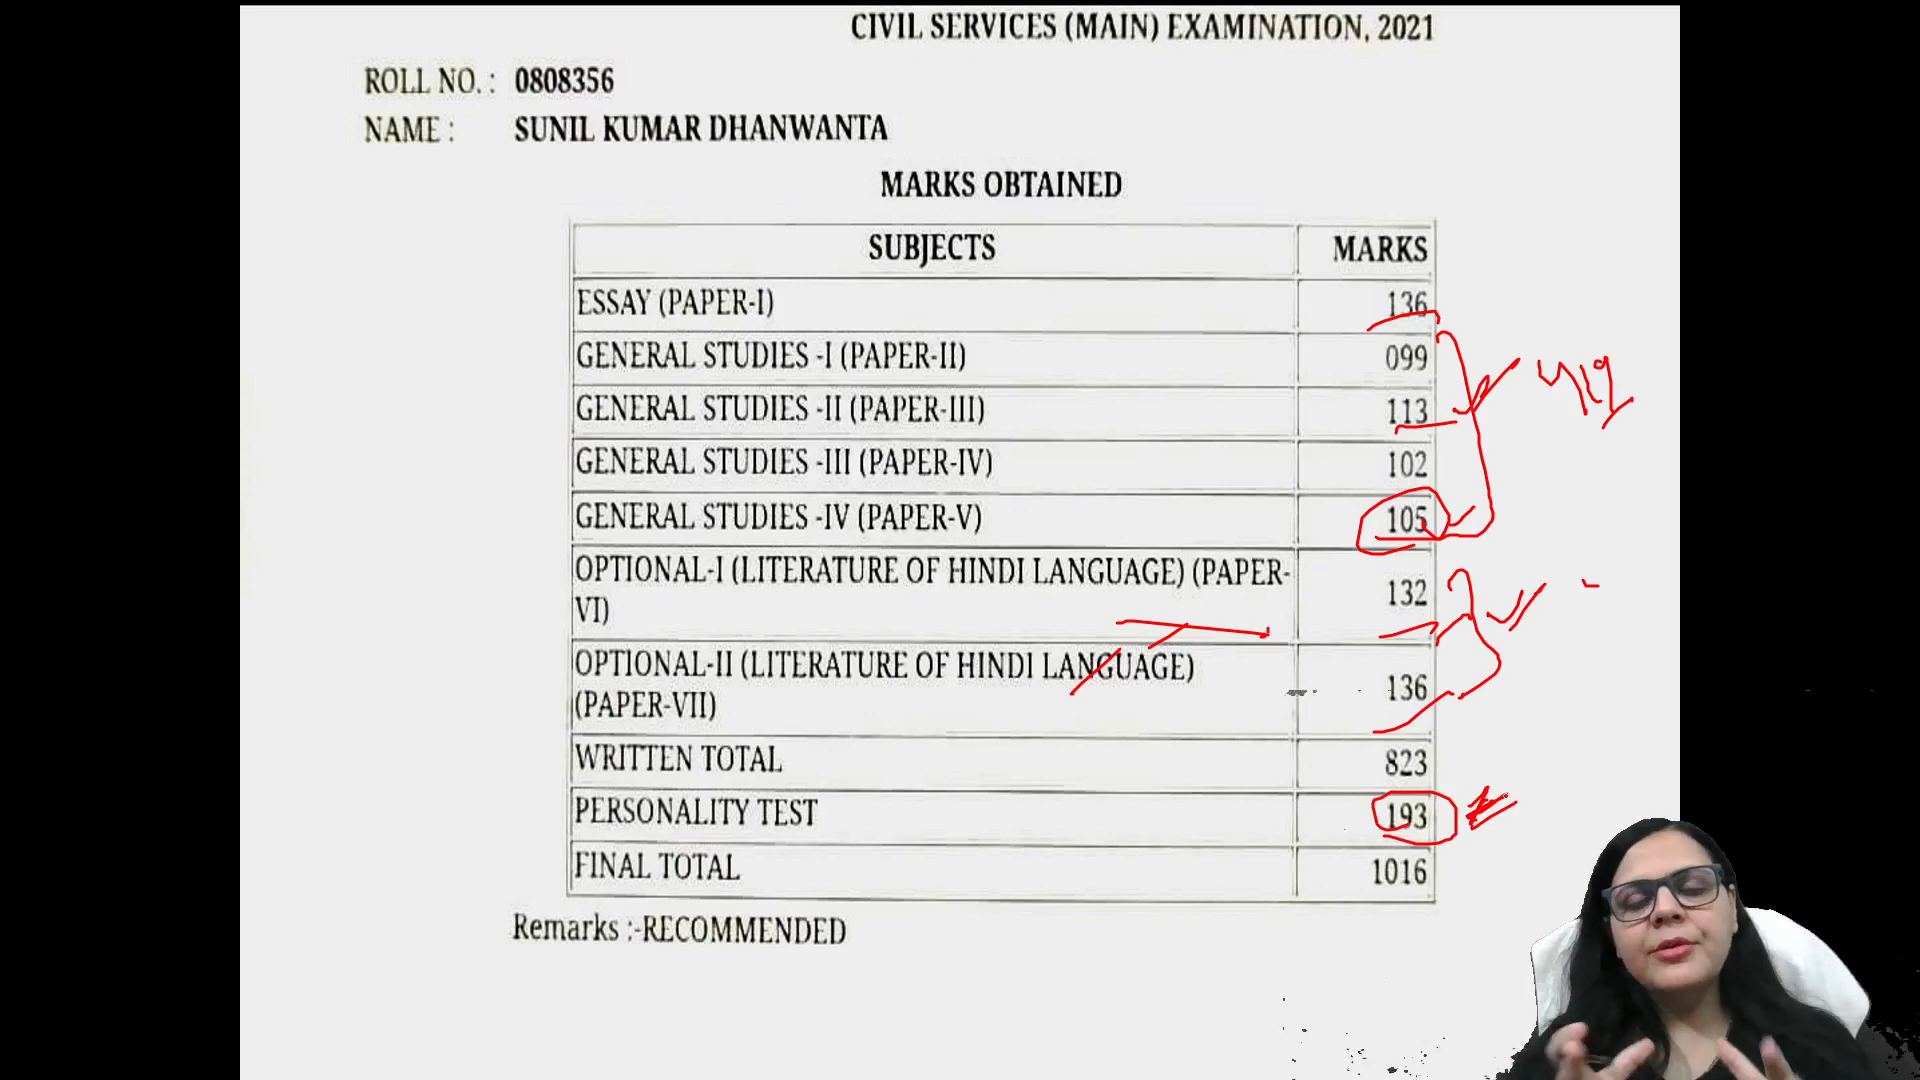 CIVIL SERVICES (MAIN) EXAMINATION, 2021
ROLL NO. : 0808356
NAME : SUNIL KUMAR DHANWANTA
MARKS OBTAINED
SUBJECTS MARKS
ESSAY (PAPER-I) 136
GENERAL STUDIES -I (PAPER-II) 099
GENERAL STUDIES -II (PAPER-III) 113
419
GENERAL STUDIES -III (PAPER-IV) 102
GENERAL STUDIES -IV (PAPER-V) 105
OPTIONAL-I (LITERATURE OF HINDI LANGUAGE) (PAPER-
VI) 132
OPTIONAL-II (LITERATURE OF HINDI LANGUAGE)
(PAPER-VII) 136
WRITTEN TOTAL 823
PERSONALITY TEST 193
FINAL TOTAL 1016
Remarks :-RECOMMENDED